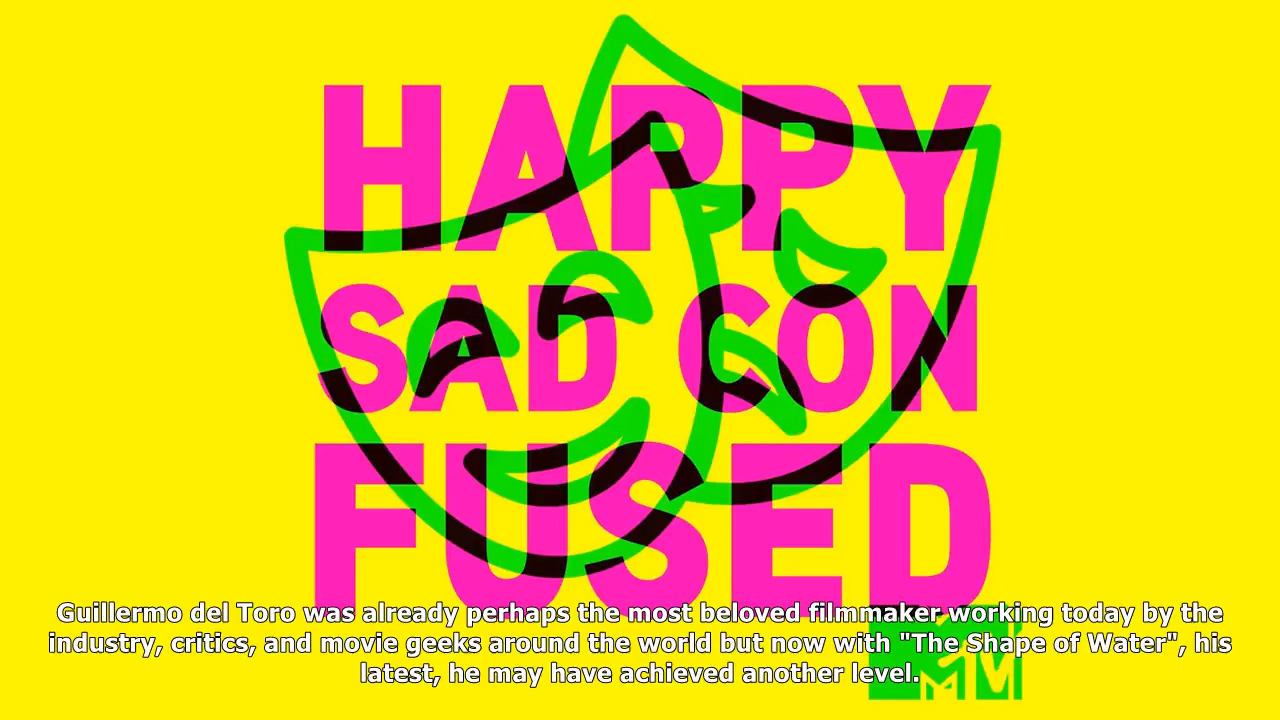 HAPPY
SAD CON
FUSED
Guillermo del Toro was already perhaps the most beloved filmmaker working today by the
industry, critics, and movie geeks around the world but now with "The Shape of Water", his
latest, he may have achieved another level.
MTV